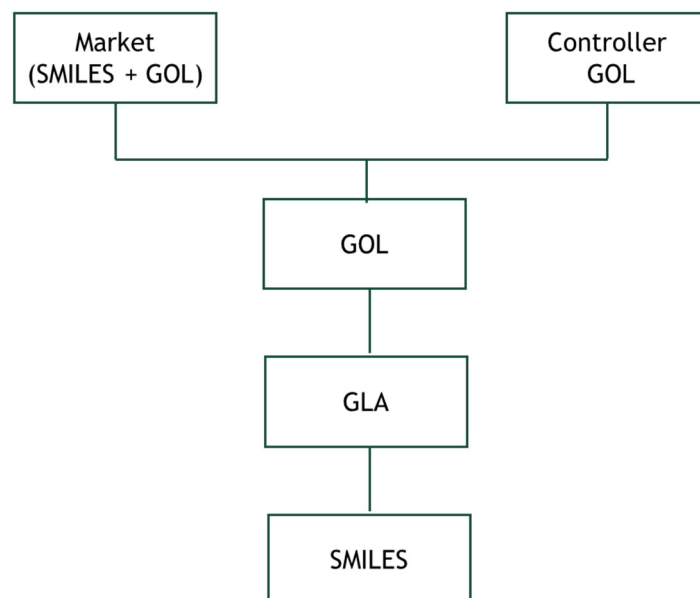 Market
(SMILES + GOL)
Controller
GOL
GOL
GLA
SMILES